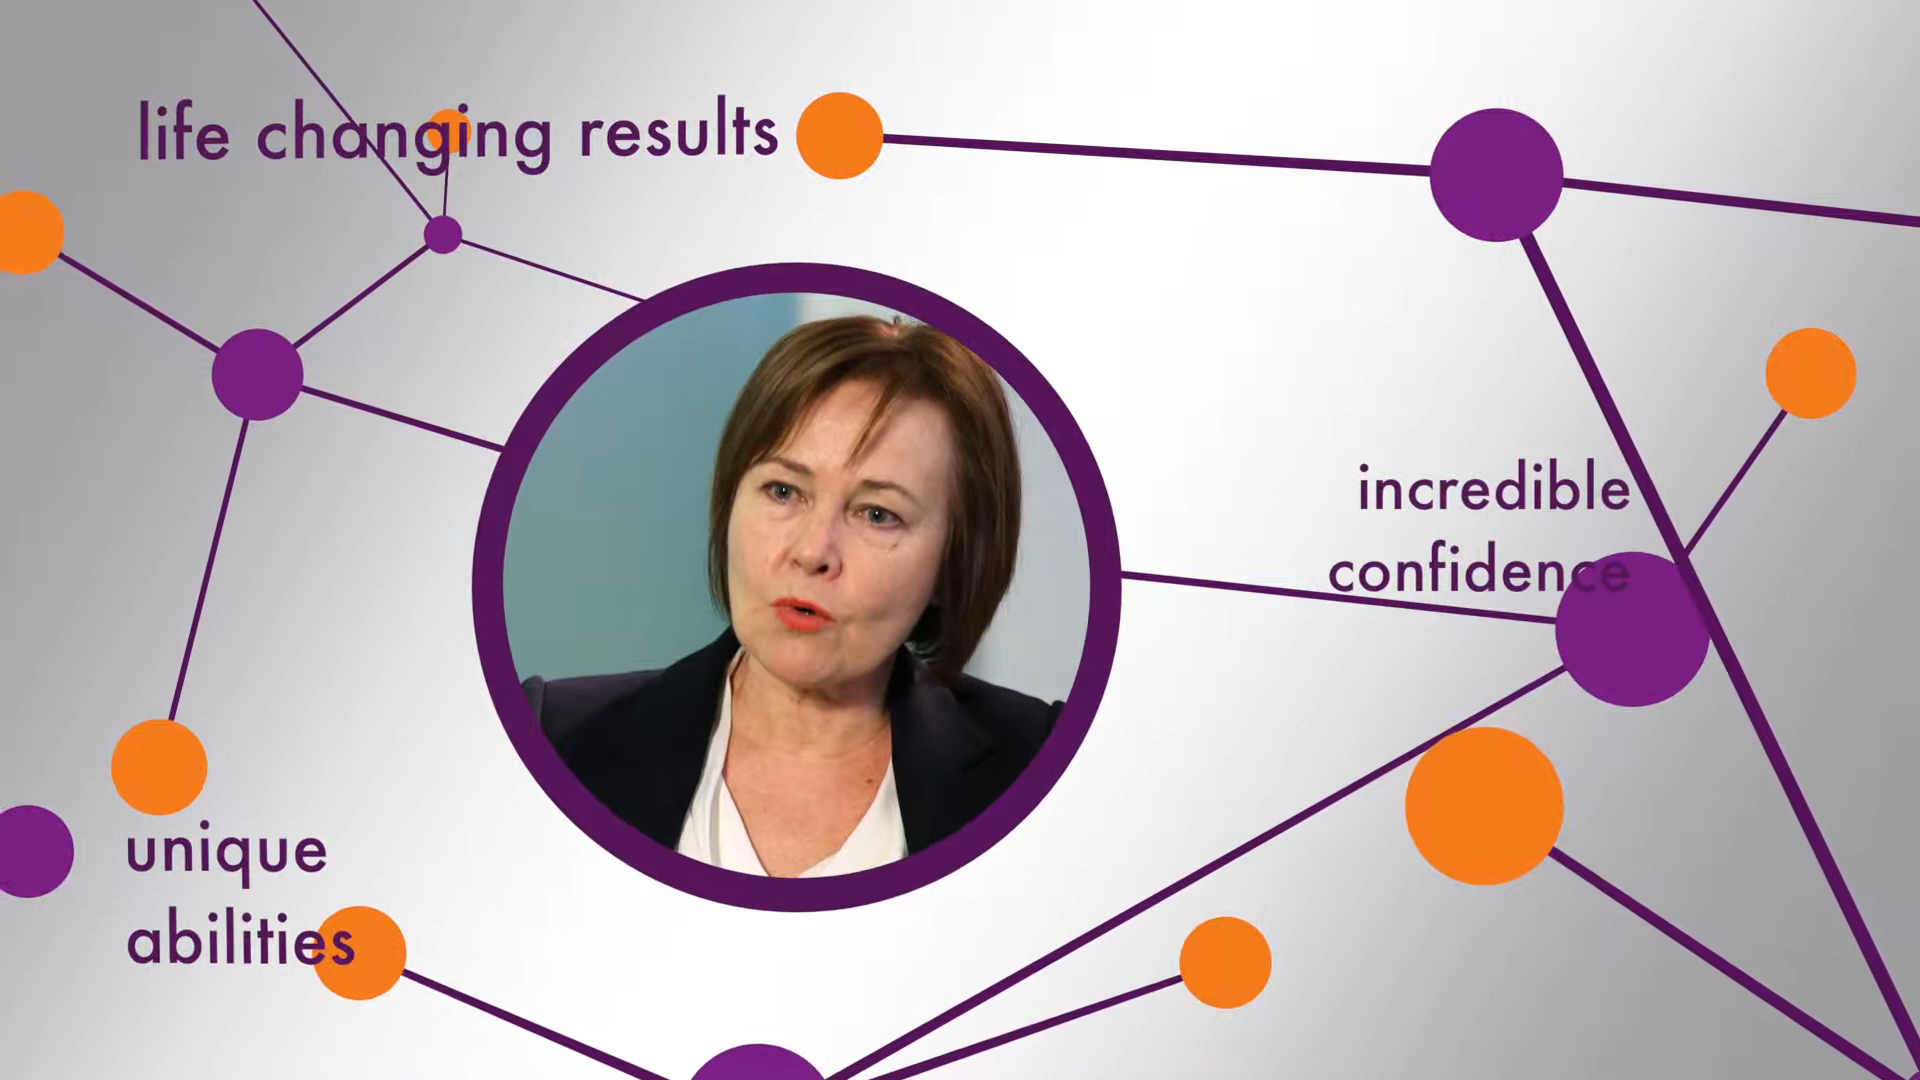 life changing results
incredible
confidence
unique
abilities